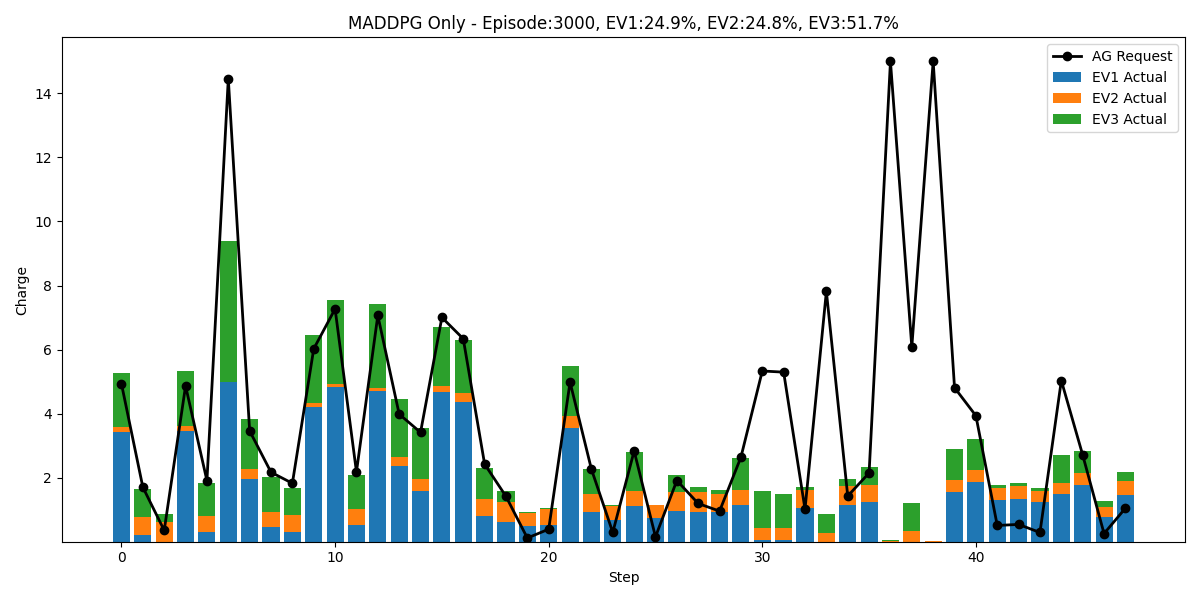 MADDPG Only - Episode:3000, EV1:24.9%, EV2:24.8%, EV3:51.7%
AG Request
EV1 Actual
EV2 Actual
EV3 Actual
Charge
14
12
10
8
6
4
2
0 10 20 30 40
Step